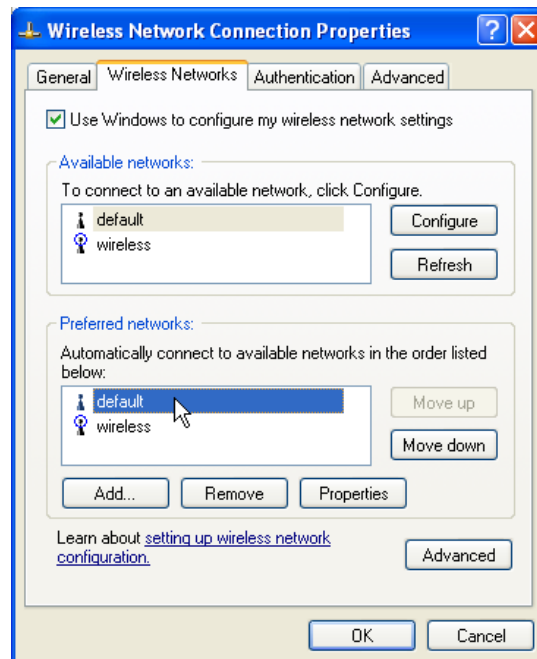 Wireless Network Connection Properties
General Wireless Networks Authentication Advanced
Use Windows to configure my wireless network settings
Available networks:
To connect to an available network, click Configure.
default
wireless
Configure
Refresh
Preferred networks:
Automatically connect to available networks in the order listed
below:
default
wireless
Move up
Move down
Add... Remove Properties
Learn about setting up wireless network
configuration.
Advanced
OK Cancel